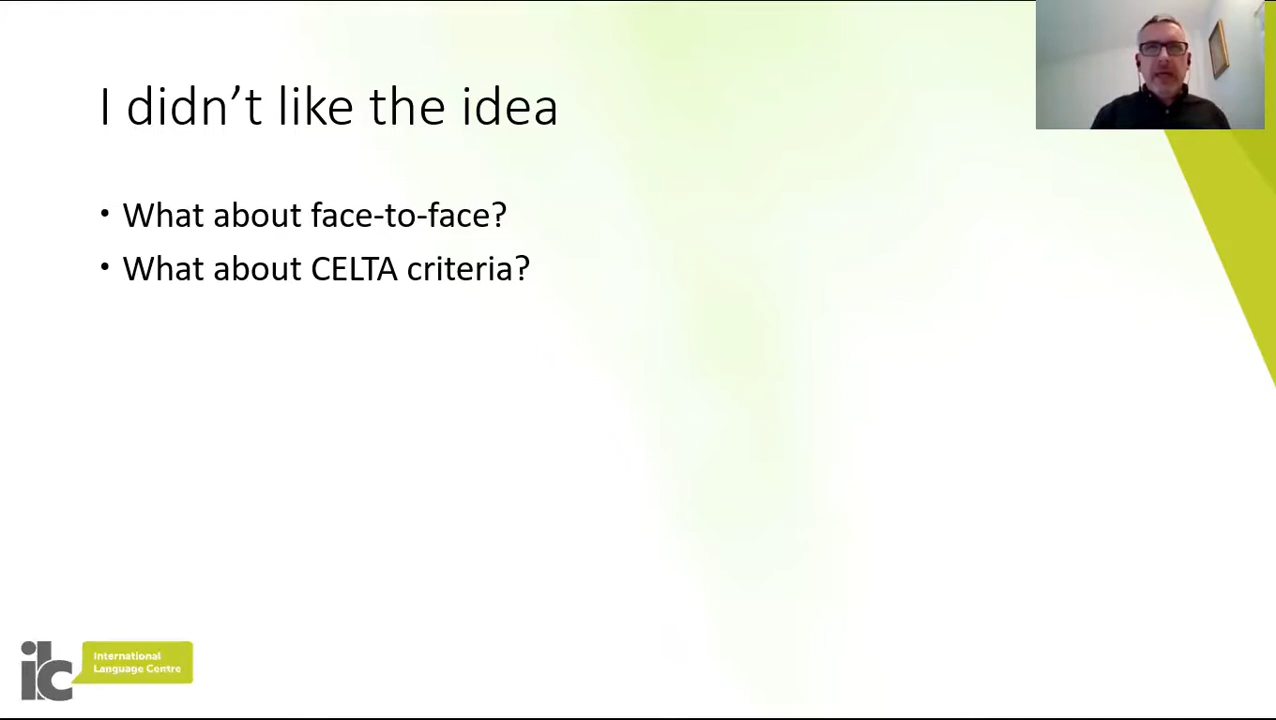 I didn’t like the idea
• What about face-to-face?
• What about CELTA criteria?
ilc
International
Language Centre